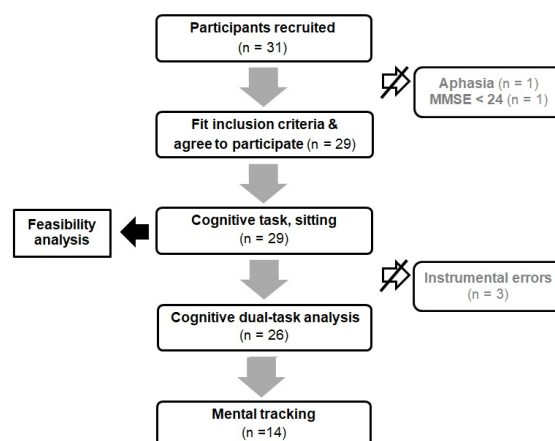 Participants recruited
(n = 31)
Aphasia (n = 1)
MMSE < 24 (n = 1)
Fit inclusion criteria &
agree to participate (n = 29)
Feasibility
analysis
Cognitive task, sitting
(n = 29)
Instrumental errors
(n = 3)
Cognitive dual-task analysis
(n = 26)
Mental tracking
(n =14)